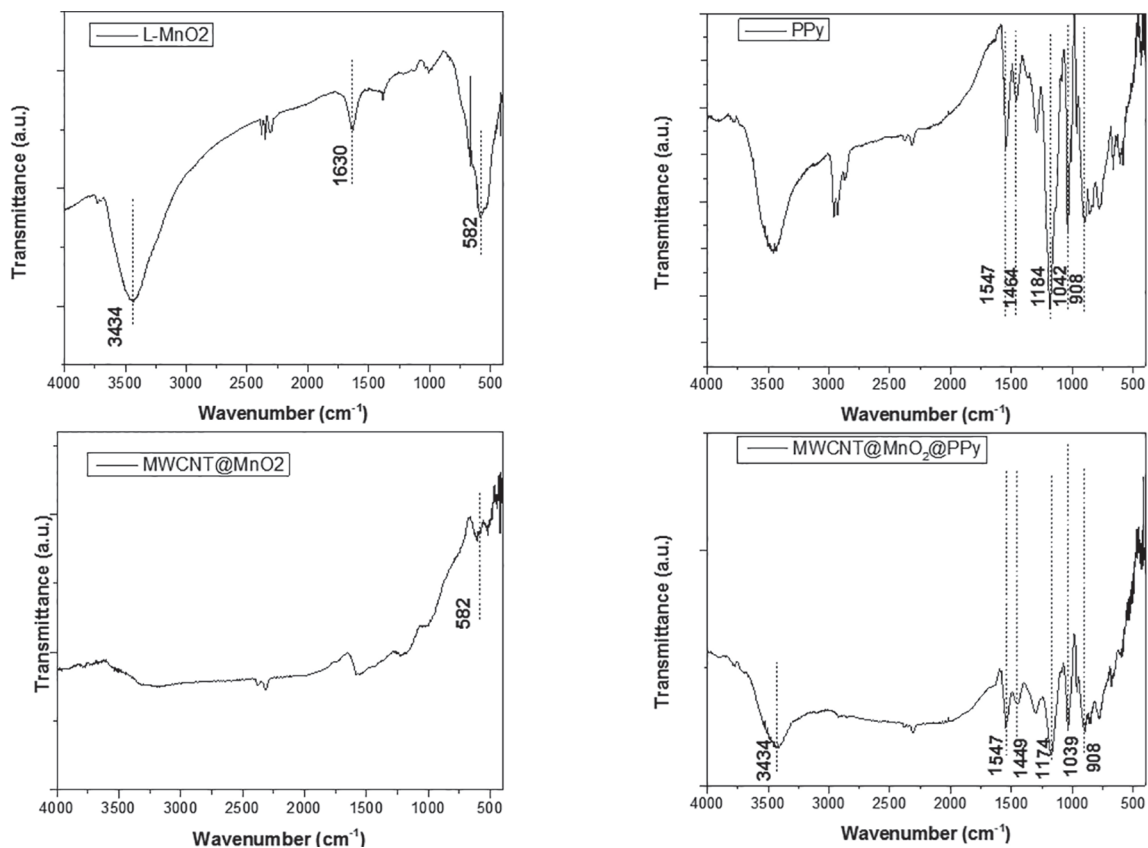 L-MnO2
Transmittance (a.u.)
3434
1630
582
4000 3500 3000 2500 2000 1500 1000 500
Wavenumber (cm⁻¹)
PPy
Transmittance (a.u.)
1547
1464
1184
1042
908
4000 3500 3000 2500 2000 1500 1000 500
Wavenumber (cm⁻¹)
MWCNT@MnO2
Transmittance (a.u.)
582
4000 3500 3000 2500 2000 1500 1000 500
Wavenumber (cm⁻¹)
MWCNT@MnO₂@PPy
Transmittance (a.u.)
3434
1547
1449
1174
1039
908
4000 3500 3000 2500 2000 1500 1000 500
Wavenumber (cm⁻¹)